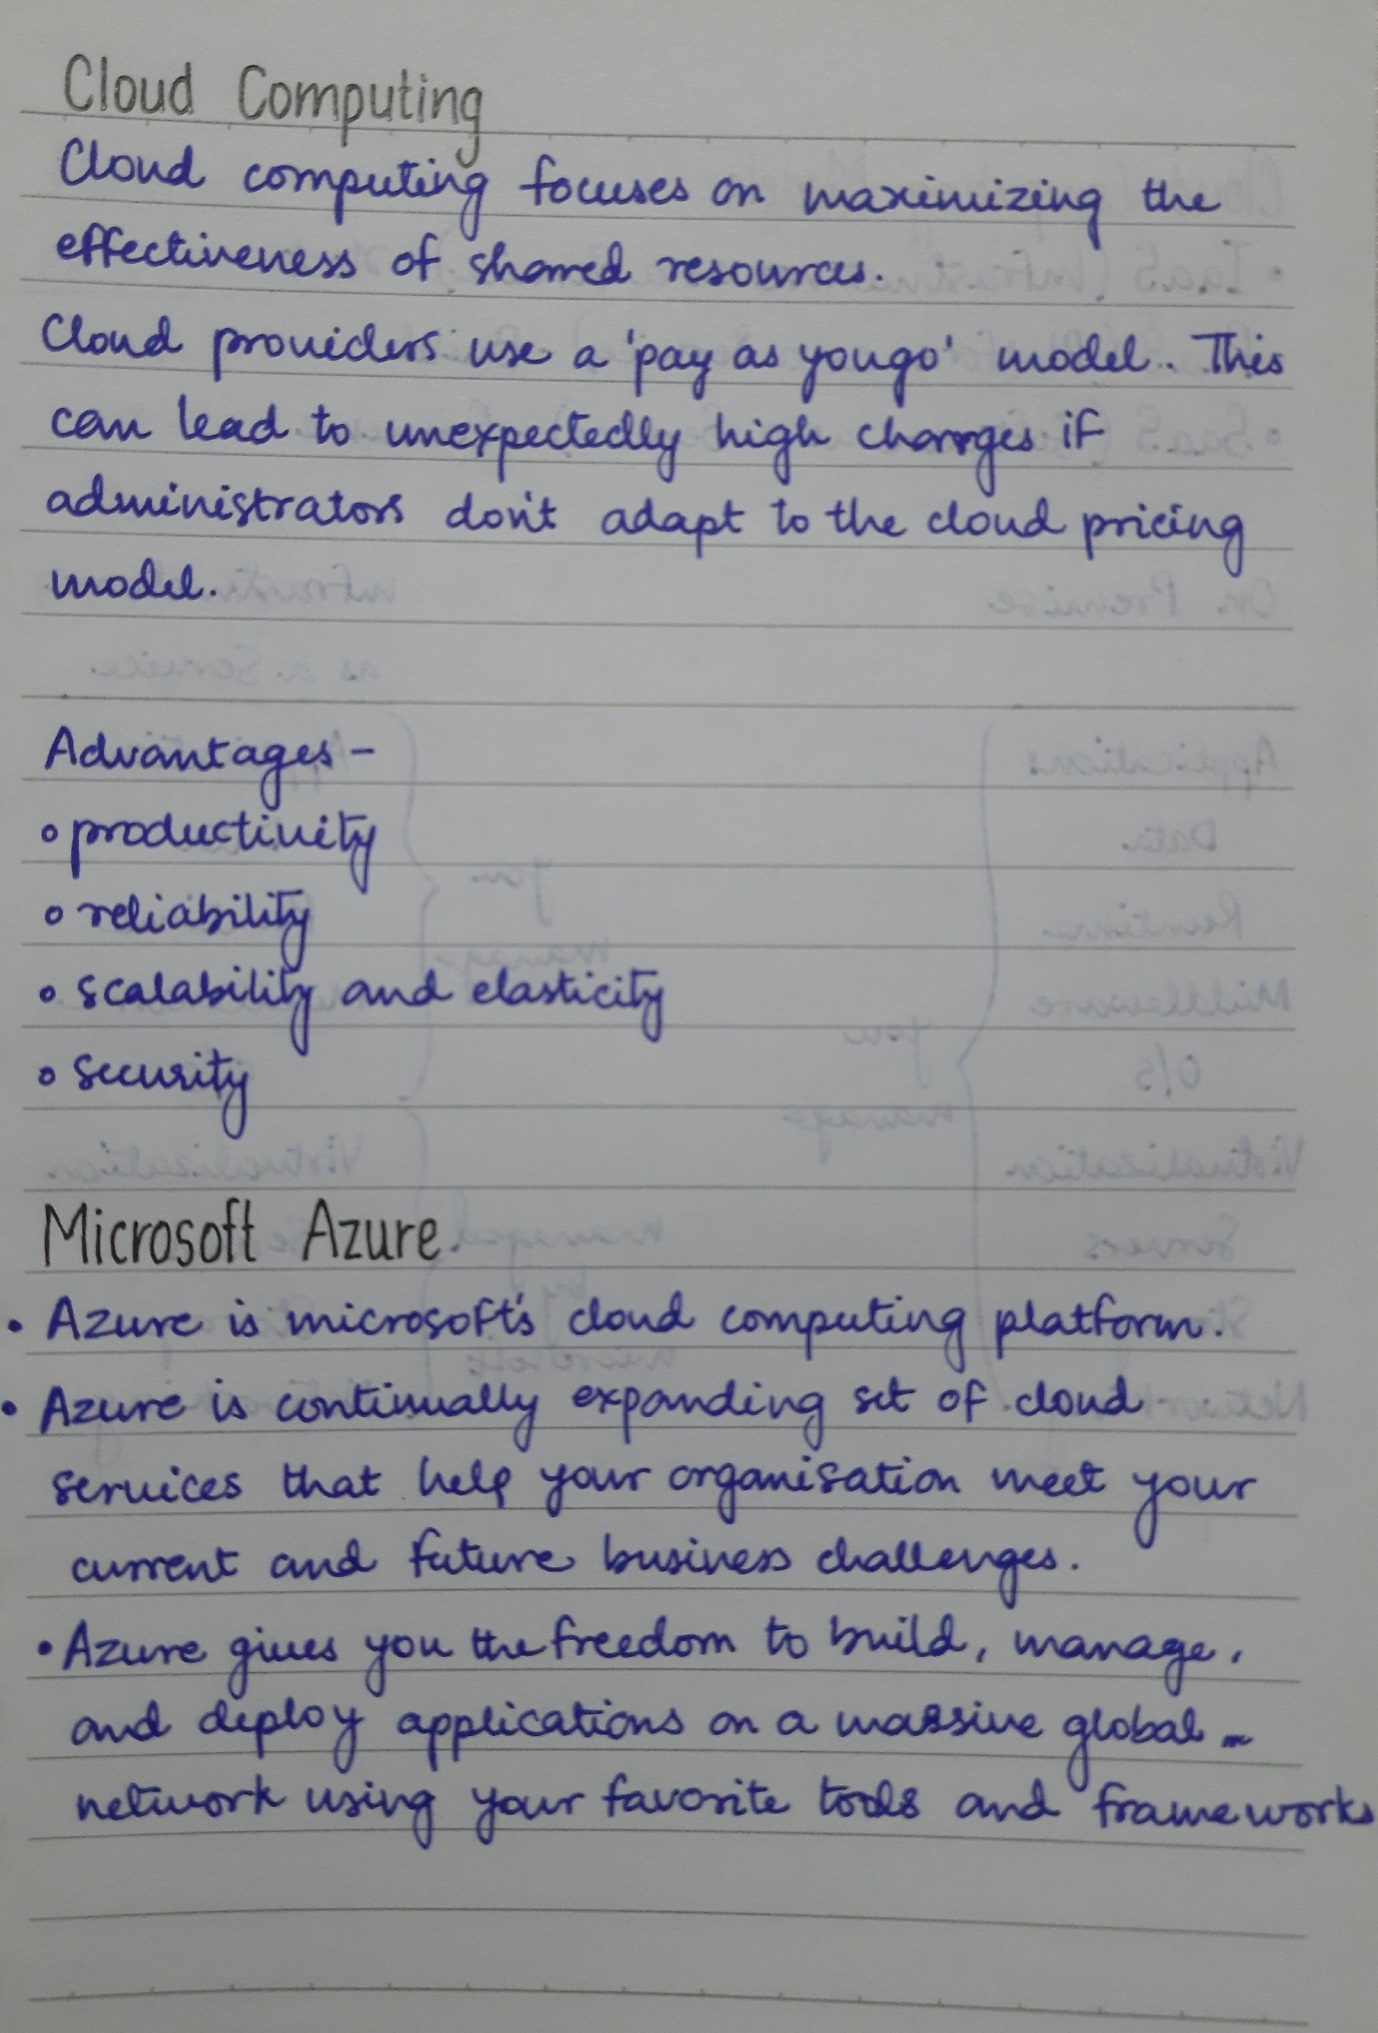 Cloud Computing
Cloud computing focuses on maximizing the
effectiveness of shared resources.
Cloud providers use a 'pay as yougo' model. This
can lead to unexpectedly high charges if
administrators don't adapt to the cloud pricing
model.
Advantages -
o productivity
o reliability
o scalability and elasticity
o security
Microsoft Azure
• Azure is microsoft's cloud computing platform.
• Azure is continually expanding set of cloud
services that help your organisation meet your
current and future business challenges.
• Azure gives you the freedom to build, manage,
and deploy applications on a massive global -
network using your favorite tools and frameworks